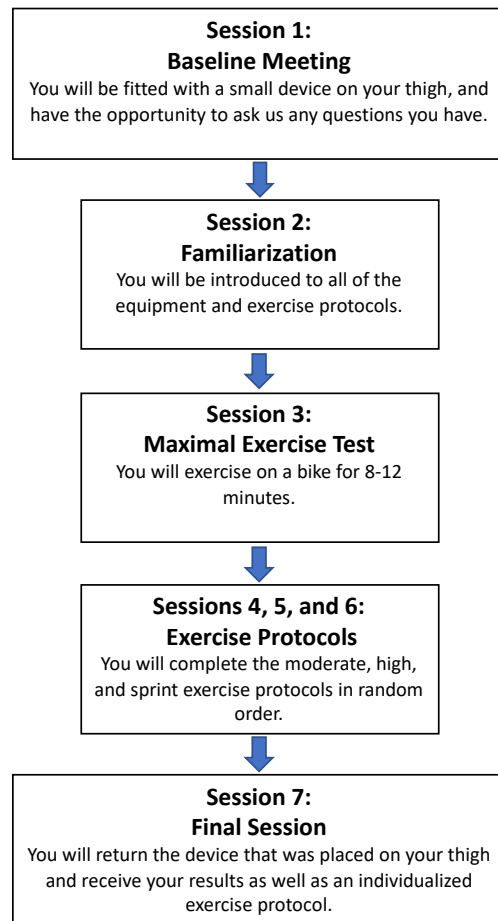 Session 1:
Baseline Meeting
You will be fitted with a small device on your thigh, and
have the opportunity to ask us any questions you have.
Session 2:
Familiarization
You will be introduced to all of the
equipment and exercise protocols.
Session 3:
Maximal Exercise Test
You will exercise on a bike for 8-12
minutes.
Sessions 4, 5, and 6:
Exercise Protocols
You will complete the moderate, high,
and sprint exercise protocols in random
order.
Session 7:
Final Session
You will return the device that was placed on your thigh
and receive your results as well as an individualized
exercise protocol.